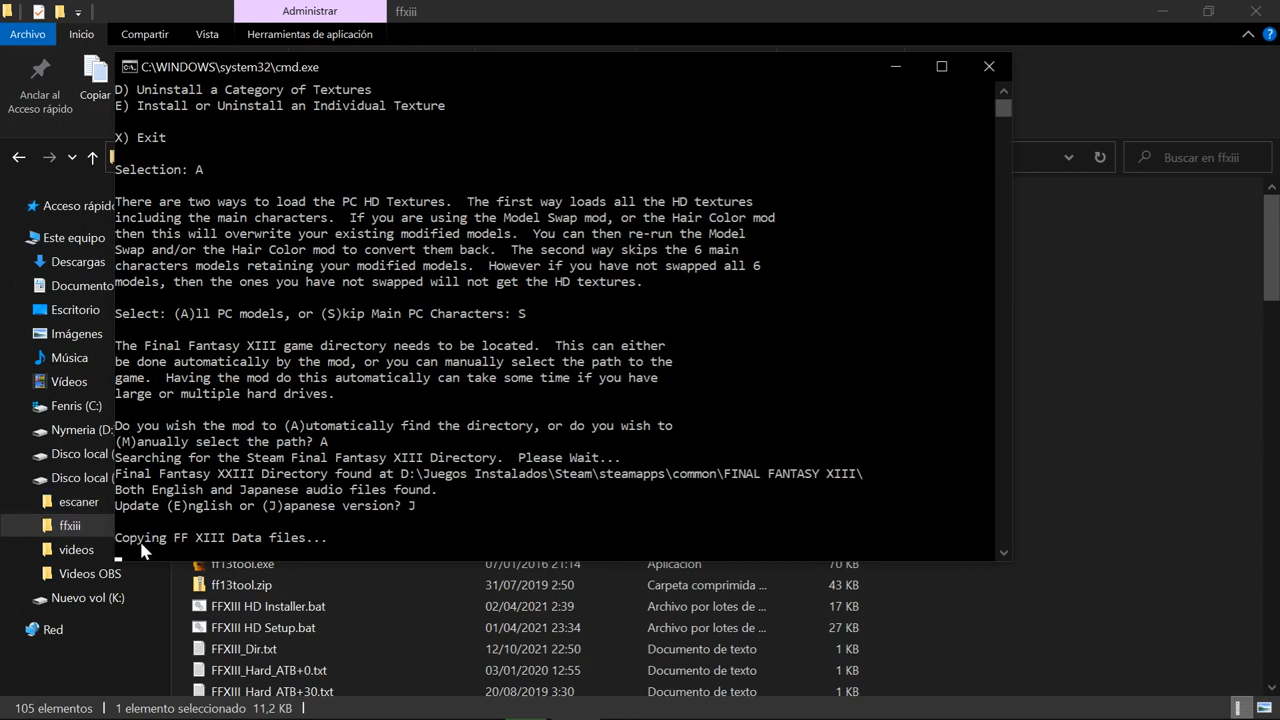 Administrar
ffxiii
Archivo
Inicio
Compartir
Vista
Herramientas de aplicación
Anclar al
Acceso rápido
Copiar
C:\WINDOWS\system32\cmd.exe
D) Uninstall a Category of Textures
E) Install or Uninstall an Individual Texture
X) Exit
Selection: A
There are two ways to load the PC HD Textures.  The first way loads all the HD textures
including the main characters.  If you are using the Model Swap mod, or the Hair Color mod
then this will overwrite your existing modified models.  You can then re-run the Model
Swap and/or the Hair Color mod to convert them back.  The second way skips the 6 main
characters models retaining your modified models.  However if you have not swapped all 6
models, then the ones you have not swapped will not get the HD textures.
Select: (A)ll PC models, or (S)kip Main PC Characters: S
The Final Fantasy XIII game directory needs to be located.  This can either
be done automatically by the mod, or you can manually select the path to the
game.  Having the mod do this automatically can take some time if you have
large or multiple hard drives.
Do you wish the mod to (A)utomatically find the directory, or do you wish to
(M)anually select the path? A
Searching for the Steam Final Fantasy XIII Directory.  Please Wait...
Final Fantasy XXIII Directory found at D:\Juegos Instalados\Steam\steamapps\common\FINAL FANTASY XIII\
Both English and Japanese audio files found.
Update (E)nglish or (J)apanese version? J
Copying FF XIII Data files...
Buscar en ffxiii
Acceso rápido
Este equipo
Descargas
Documento
Escritorio
Imágenes
Música
Vídeos
Fenris (C:)
Nymeria (D:
Disco local (
Disco local (
escaner
ffxiii
videos
Videos OBS
Nuevo vol (K:)
Red
ff13tool.exe 07/01/2016 21:14 Aplicación 70 KB
ff13tool.zip 31/07/2019 2:50 Carpeta comprimida ... 43 KB
FFXIII HD Installer.bat 02/04/2021 2:39 Archivo por lotes de ... 17 KB
FFXIII HD Setup.bat 01/04/2021 23:34 Archivo por lotes de ... 27 KB
FFXIII_Dir.txt 12/10/2021 22:50 Documento de texto 1 KB
FFXIII_Hard_ATB+0.txt 03/01/2020 12:55 Documento de texto 1 KB
FFXIII_Hard_ATB+30.txt 20/08/2019 3:30 Documento de texto 1 KB
105 elementos
1 elemento seleccionado 11,2 KB